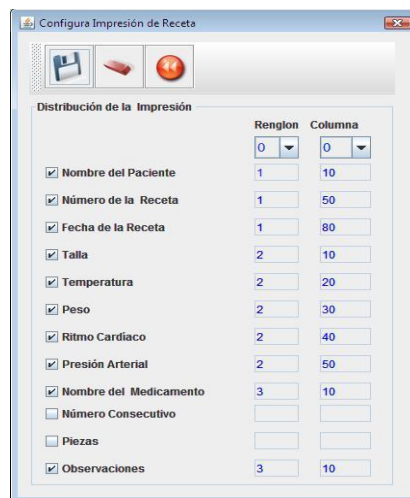 Configura Impresión de Receta
Distribución de la Impresión
Renglon Columna
0 0
Nombre del Paciente 1 10
Número de la Receta 1 50
Fecha de la Receta 1 80
Talla 2 10
Temperatura 2 20
Peso 2 30
Ritmo Cardíaco 2 40
Presión Arterial 2 50
Nombre del Medicamento 3 10
Número Consecutivo
Piezas
Observaciones 3 10